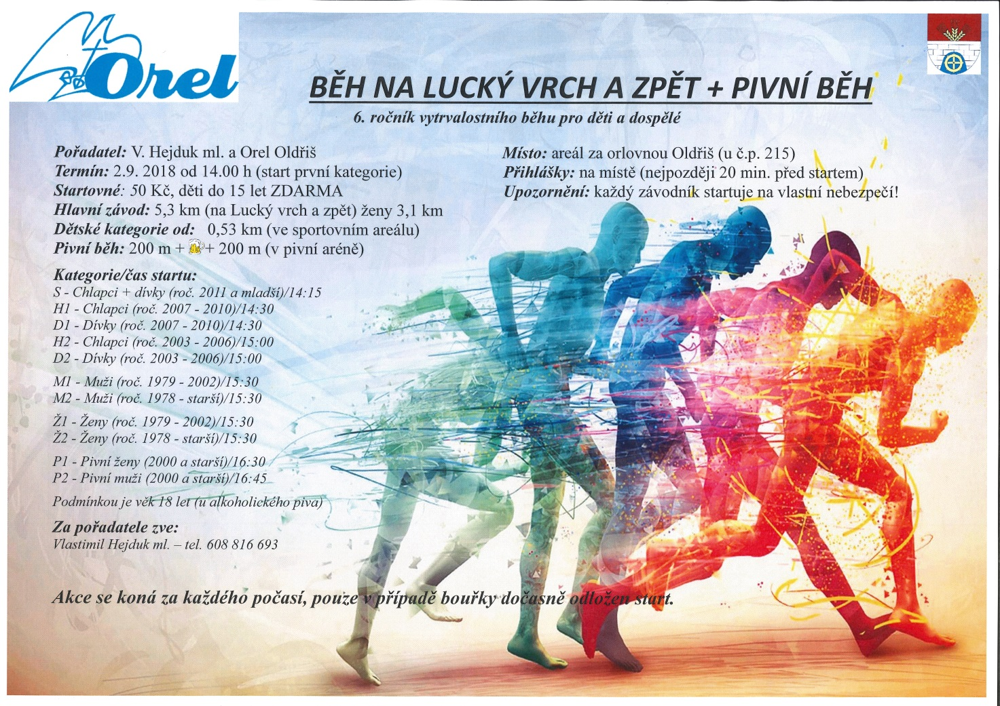 Orel
BĚH NA LUCKÝ VRCH A ZPĚT + PIVNÍ BĚH
6. ročník vytrvalostního běhu pro děti a dospělé
Pořadatel: V. Hejduk ml. a Orel Oldřiš
Termín: 2.9. 2018 od 14.00 h (start první kategorie)
Startovné: 50 Kč, děti do 15 let ZDARMA
Hlavní závod: 5,3 km (na Lucký vrch a zpět) ženy 3,1 km
Dětské kategorie od: 0,53 km (ve sportovním areálu)
Pivní běh: 200 m + + 200 m (v pivní aréně)
Místo: areál za orlovnou Oldřiš (u č.p. 215)
Přihlášky: na místě (nejpozději 20 min. před startem)
Upozornění: každý závodník startuje na vlastní nebezpečí!
Kategorie/čas startu:
S - Chlapci + dívky (roč. 2011 a mladší)/14:15
H1 - Chlapci (roč. 2007 - 2010)/14:30
D1 - Dívky (roč. 2007 - 2010)/14:30
H2 - Chlapci (roč. 2003 - 2006)/15:00
D2 - Dívky (roč. 2003 - 2006)/15:00
M1 - Muži (roč. 1979 - 2002)/15:30
M2 - Muži (roč. 1978 - starší)/15:30
Ž1 - Ženy (roč. 1979 - 2002)/15:30
Ž2 - Ženy (roč. 1978 - starší)/15:30
P1 - Pivní ženy (2000 a starší)/16:30
P2 - Pivní muži (2000 a starší)/16:45
Podmínkou je věk 18 let (u alkoholického piva)
Za pořadatele zve:
Vlastimil Hejduk ml. – tel. 608 816 693
Akce se koná za každého počasí, pouze v případě bouřky dočasně odložen start.